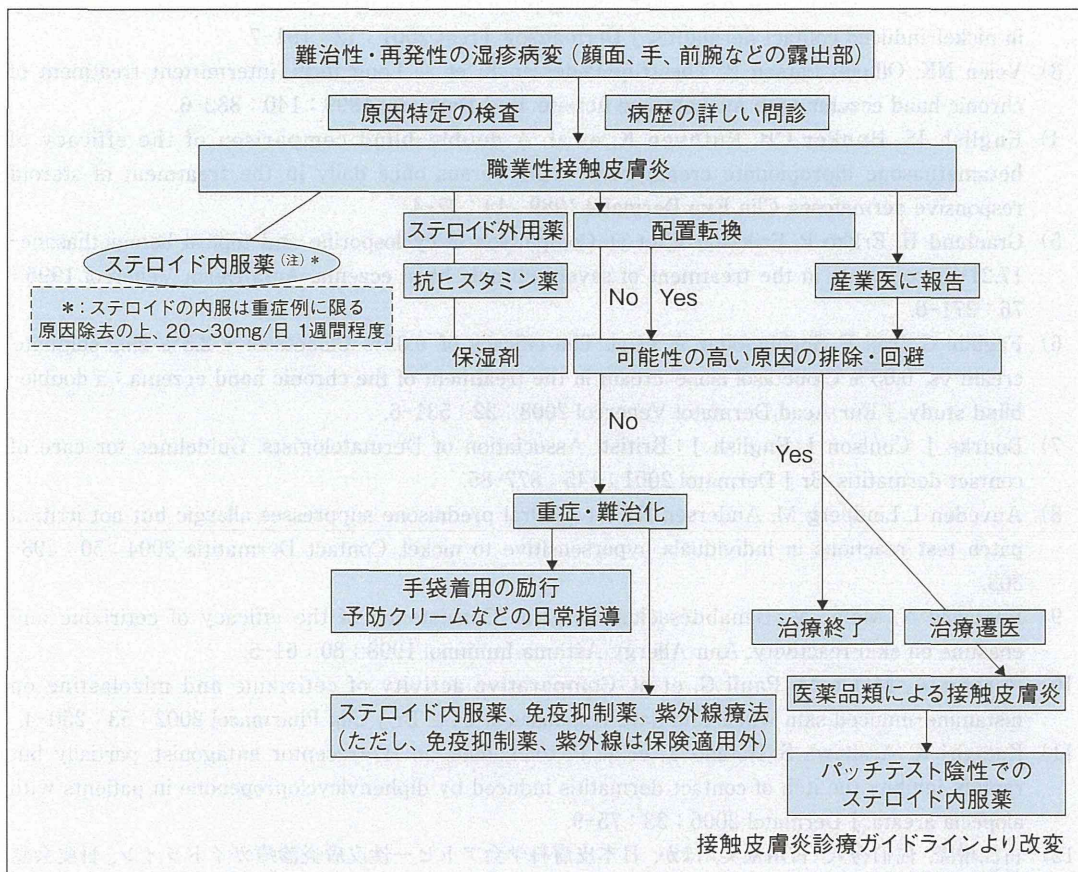 難治性・再発性の湿疹病変（顔面、手、前腕などの露出部）
原因特定の検査
病歴の詳しい問診
職業性接触皮膚炎
ステロイド外用薬
配置転換
ステロイド内服薬（注）*
抗ヒスタミン薬
No
Yes
産業医に報告
*：ステロイドの内服は重症例に限る
原因除去の上、20〜30mg/日 1週間程度
保湿剤
可能性の高い原因の排除・回避
No
Yes
重症・難治化
手袋着用の励行
予防クリームなどの日常指導
治療終了
治療遷医
ステロイド内服薬、免疫抑制薬、紫外線療法
（ただし、免疫抑制薬、紫外線は保険適用外）
医薬品類による接触皮膚炎
パッチテスト陰性での
ステロイド内服薬
接触皮膚炎診療ガイドラインより改変